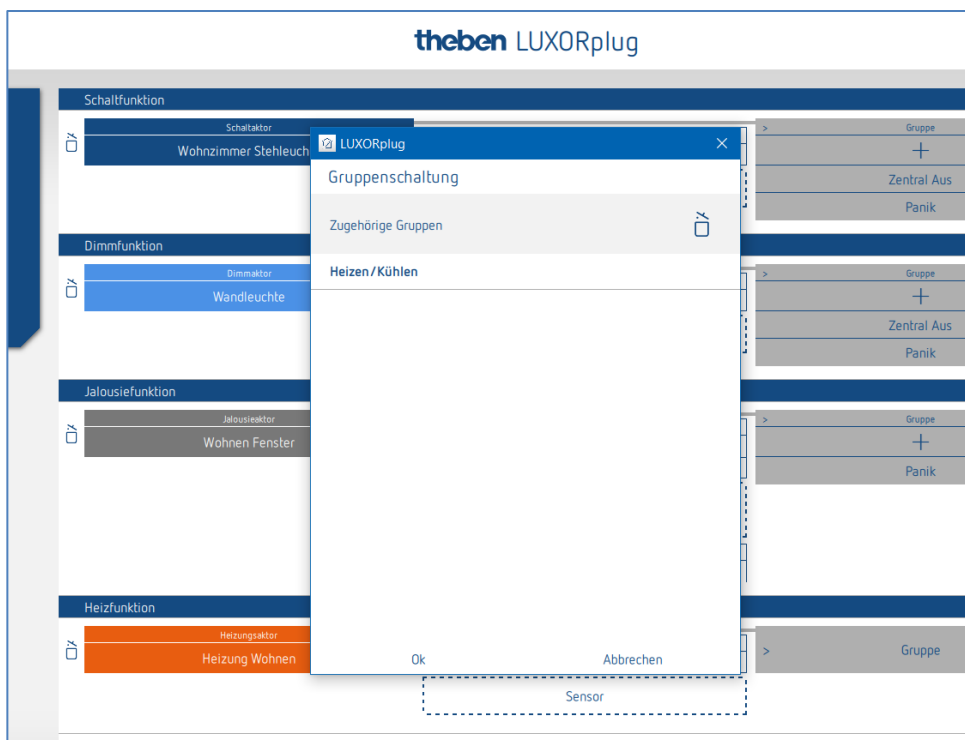 theben LUXORplug
Schaltfunktion
Schaltaktor
Wohnzimmer Stehleuch
> Gruppe
+
Zentral Aus
Panik
LUXORplug
Gruppenschaltung
Zugehörige Gruppen
Heizen/Kühlen
Ok Abbrechen
Dimmfunktion
Dimmaktor
Wandleuchte
> Gruppe
+
Zentral Aus
Panik
Jalousiefunktion
Jalousieaktor
Wohnen Fenster
> Gruppe
+
Panik
Heizfunktion
Heizungsaktor
Heizung Wohnen
> Gruppe
Sensor